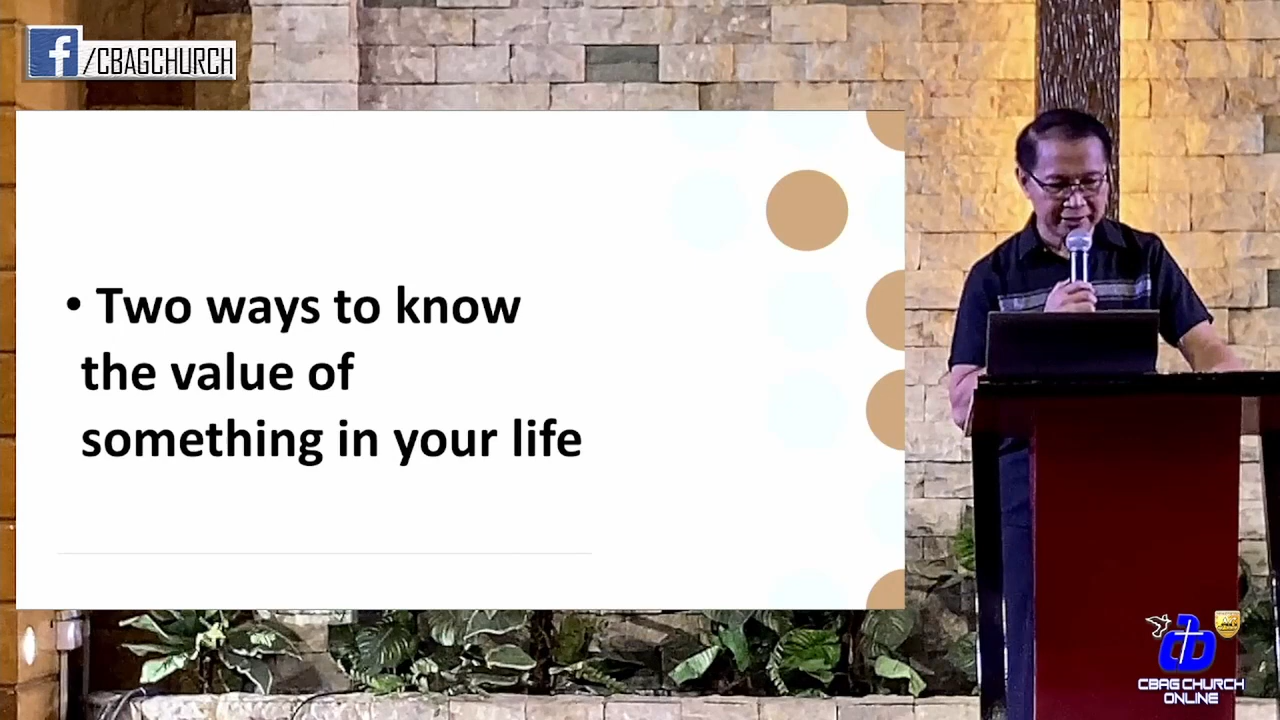 f /CBAGCHURCH
• Two ways to know
the value of
something in your life
CBAG CHURCH
ONLINE